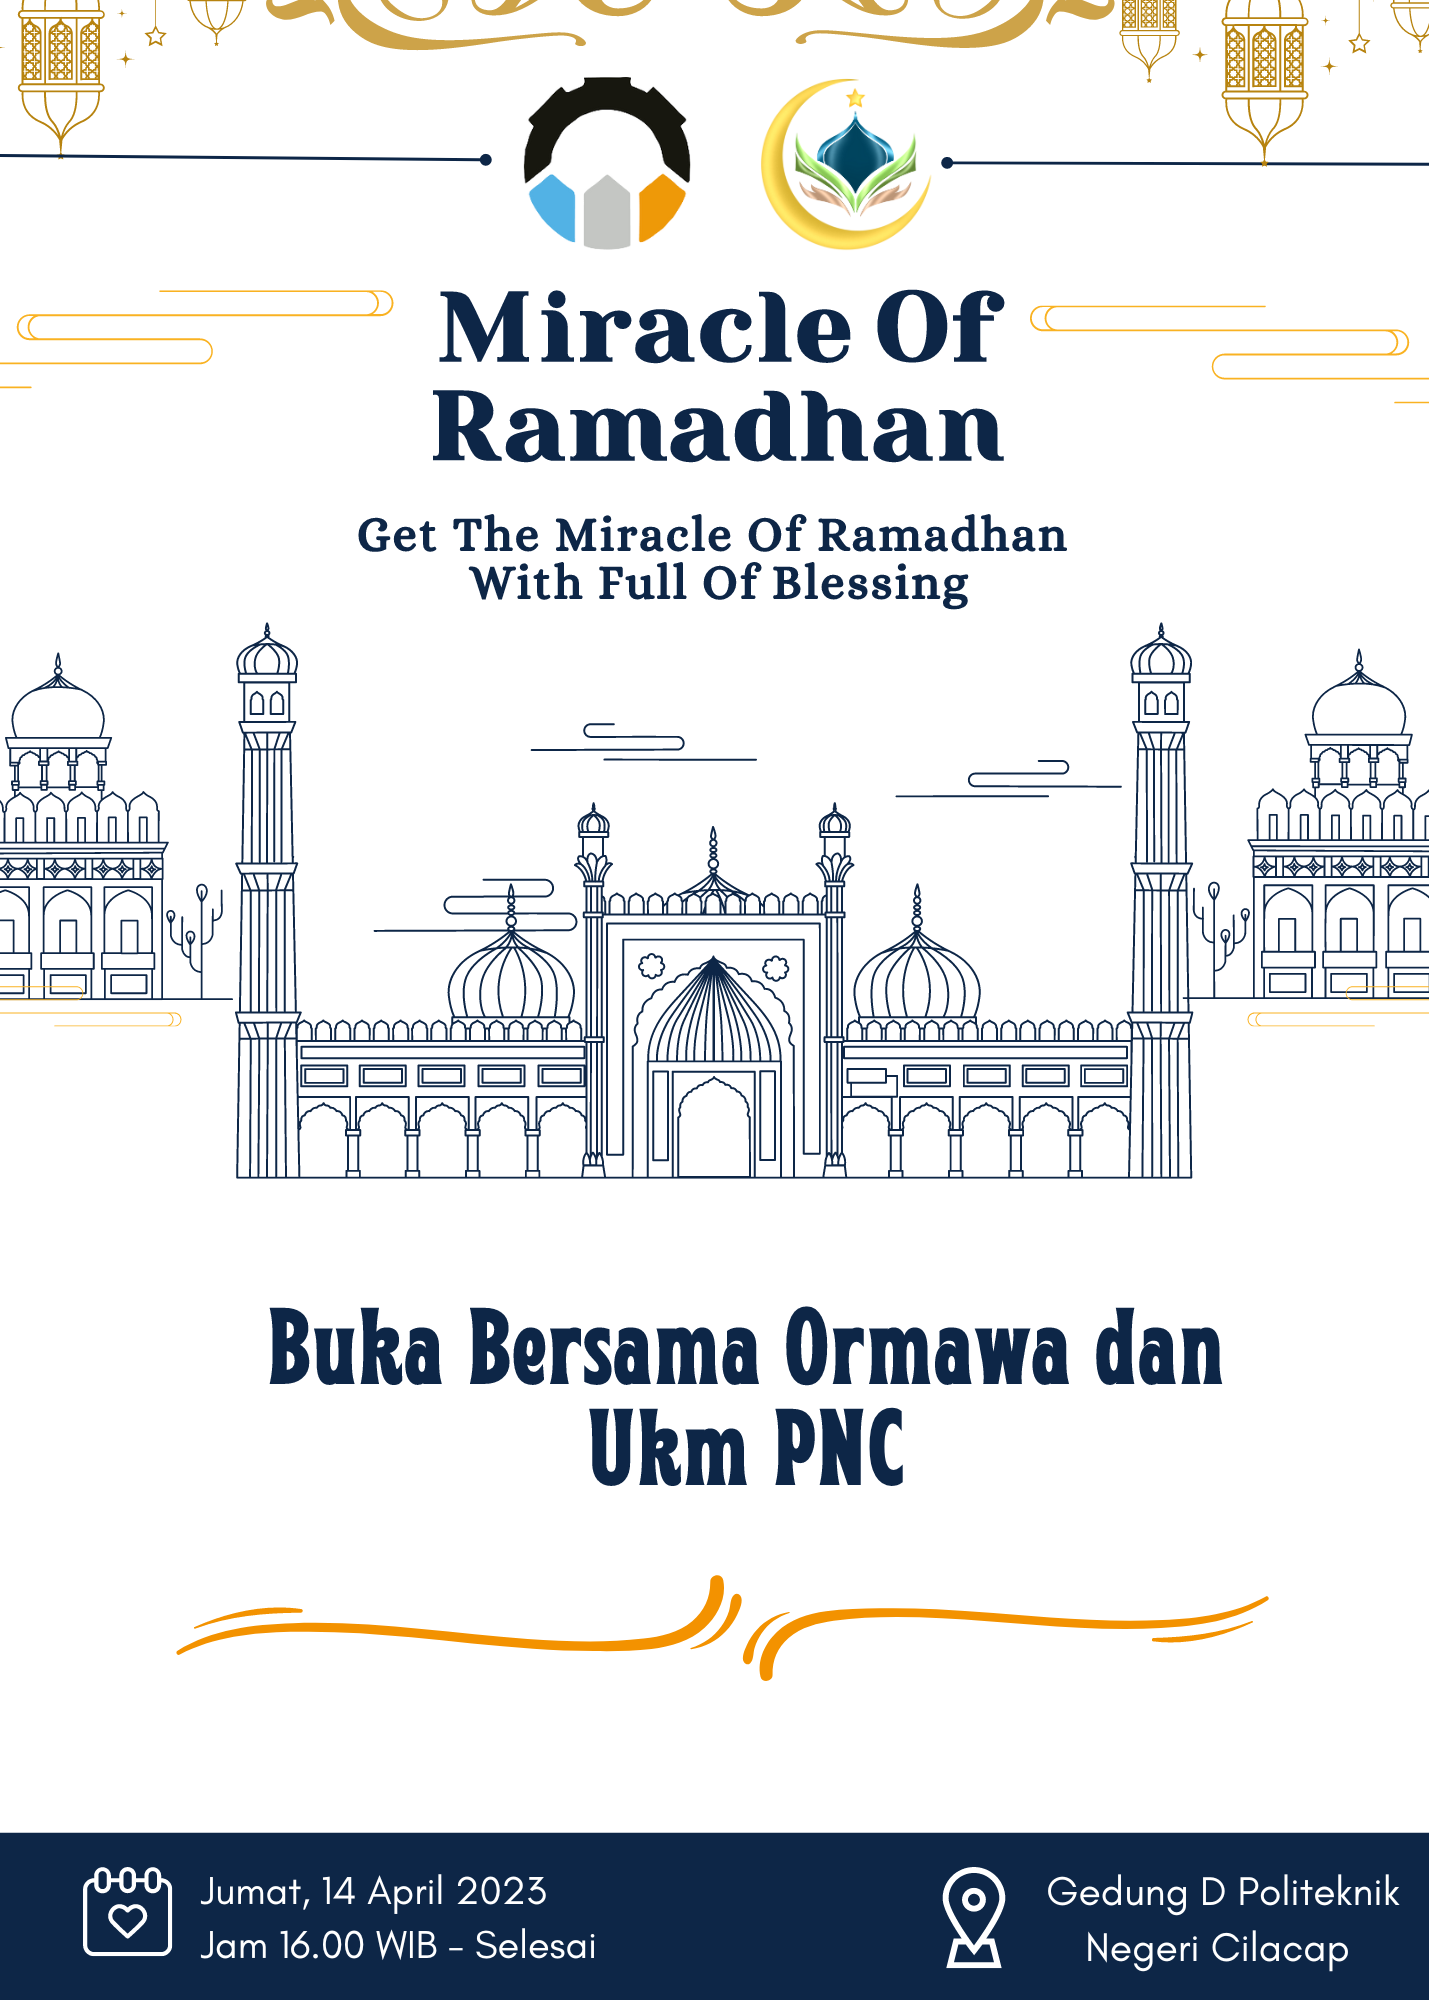 Miracle Of
Ramadhan
Get The Miracle Of Ramadhan
With Full Of Blessing
Buka Bersama Ormawa dan
Ukm PNC
Jumat, 14 April 2023
Jam 16.00 WIB - Selesai
Gedung D Politeknik
Negeri Cilacap